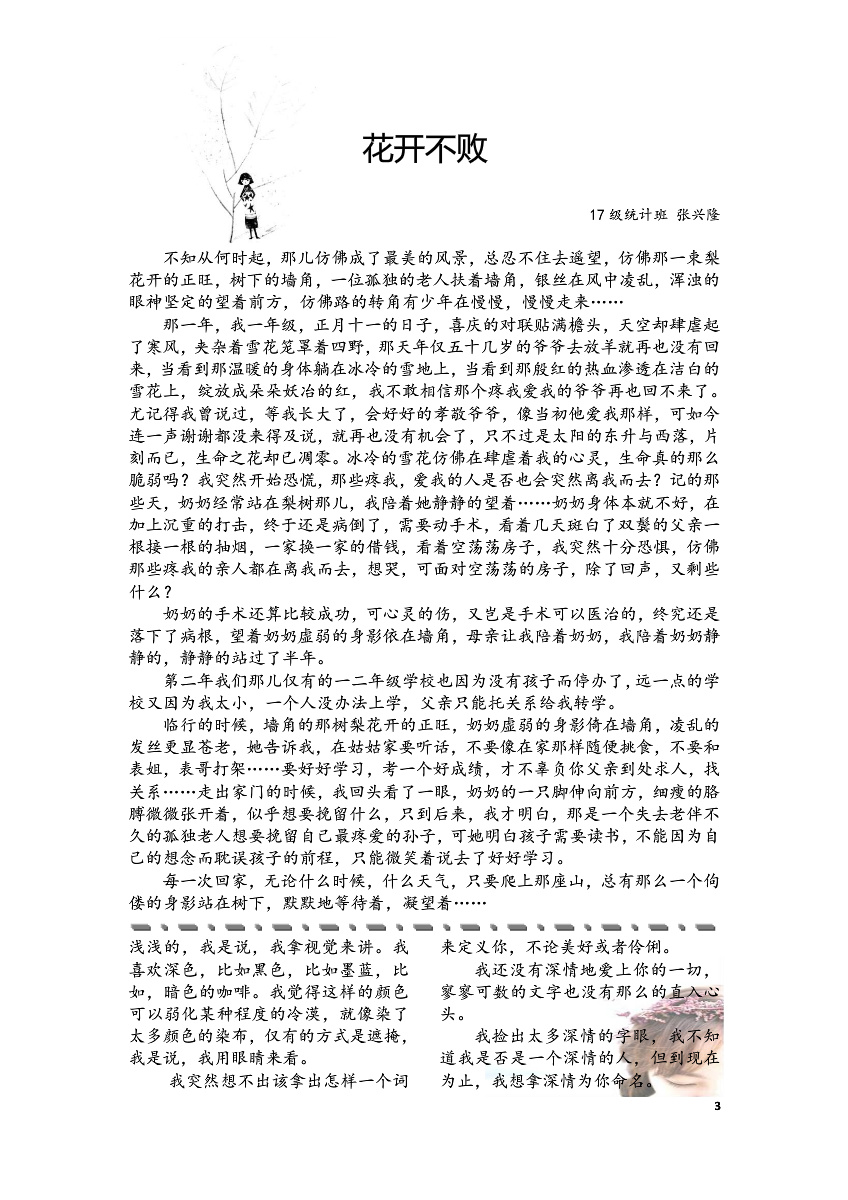 花开不败
17 级统计班 张兴隆
不知从何时起，那儿仿佛成了最美的风景，总忍不住去遥望，仿佛那一束梨
花开的正旺，树下的墙角，一位孤独的老人扶着墙角，银丝在风中凌乱，浑浊的
眼神坚定的望着前方，仿佛路的转角有少年在慢慢，慢慢走来……
那一年，我一年级，正月十一的日子，喜庆的对联贴满檐头，天空却肆虐起
了寒风，夹杂着雪花笼罩着四野，那天年仅五十几岁的爷爷去放羊就再也没有回
来，当看到那温暖的身体躺在冰冷的雪地上，当看到那殷红的热血渗透在洁白的
雪花上，绽放成朵朵妖冶的红，我不敢相信那个疼我爱我的爷爷再也回不来了。
尤记得我曾说过，等我长大了，会好好的孝敬爷爷，像当初他爱我那样，可如今
连一声谢谢都没来得及说，就再也没有机会了，只不过是太阳的东升与西落，片
刻而已，生命之花却已凋零。冰冷的雪花仿佛在肆虐着我的心灵，生命真的那么
脆弱吗？我突然开始恐慌，那些疼我，爱我的人是否也会突然离我而去？记的那
些天，奶奶经常站在梨树那儿，我陪着她静静的望着……奶奶身体本就不好，在
加上沉重的打击，终于还是病倒了，需要动手术，看着几天斑白了双鬓的父亲一
根接一根的抽烟，一家换一家的借钱，看着空荡荡房子，我突然十分恐惧，仿佛
那些疼我的亲人都在离我而去，想哭，可面对空荡荡的房子，除了回声，又剩些
什么？
奶奶的手术还算比较成功，可心灵的伤，又岂是手术可以医治的，终究还是
落下了病根，望着奶奶虚弱的身影依在墙角，母亲让我陪着奶奶，我陪着奶奶静
静的，静静的站过了半年。
第二年我们那儿仅有的一二年级学校也因为没有孩子而停办了，远一点的学
校又因为我太小，一个人没办法上学，父亲只能托关系给我转学。
临行的时候，墙角的那树梨花开的正旺，奶奶虚弱的身影倚在墙角，凌乱的
发丝更显苍老，她告诉我，在姑姑家要听话，不要像在家那样随便挑食，不要和
表姐，表哥打架……要好好学习，考一个好成绩，才不辜负你父亲到处求人，找
关系……走出家门的时候，我回头看了一眼，奶奶的一只脚伸向前方，细瘦的胳
膊微微张开着，似乎想要挽留什么，只到后来，我才明白，那是一个失去老伴不
久的孤独老人想要挽留自己最疼爱的孙子，可她明白孩子需要读书，不能因为自
己的想念而耽误孩子的前程，只能微笑着说去了好好学习。
每一次回家，无论什么时候，什么天气，只要爬上那座山，总有那么一个佝
偻的身影站在树下，默默地等待着，凝望着……
浅浅的，我是说，我拿视觉来讲。我
喜欢深色，比如黑色，比如墨蓝，比
如，暗色的咖啡。我觉得这样的颜色
可以弱化某种程度的冷漠，就像染了
太多颜色的染布，仅有的方式是遮掩，
我是说，我用眼睛来看。
我突然想不出该拿出怎样一个词
来定义你，不论美好或者伶俐。
我还没有深情地爱上你的一切，
寥寥可数的文字也没有那么的直入心
头。
我捡出太多深情的字眼，我不知
道我是否是一个深情的人，但到现在
为止，我想拿深情为你命名。
3